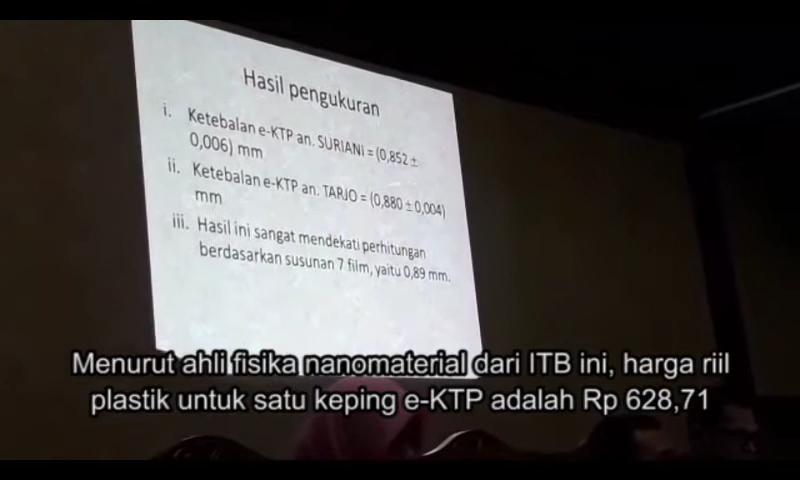 Hasil pengukuran
i. Ketebalan e-KTP an. SURIANI = (0,852 ±
0,006) mm
ii. Ketebalan e-KTP an. TARJO = (0,880 ± 0,004)
mm
iii. Hasil ini sangat mendekati perhitungan
berdasarkan susunan 7 film, yaitu 0,89 mm.
Menurut ahli fisika nanomaterial dari ITB ini, harga riil
plastik untuk satu keping e-KTP adalah Rp 628,71